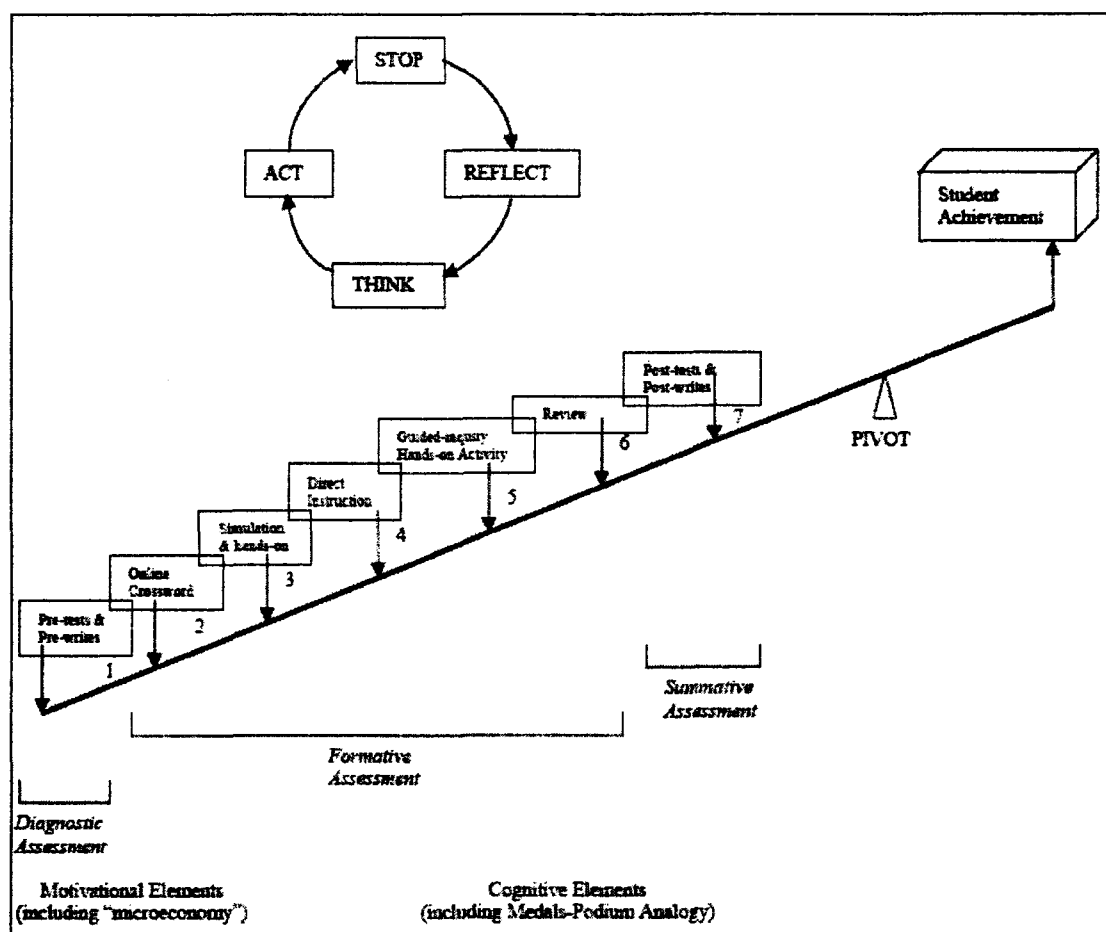 STOP
ACT
REFLECT
THINK
Student
Achievement
PIVOT
Post-tests &
Post-writes
7
Review
6
Guided-inquiry
Hands-on Activity
5
Direct
Instruction
4
Simulation
& hands-on
3
Online
Crossword
2
Pre-tests &
Pre-writes
1
Summative
Assessment
Formative
Assessment
Diagnostic
Assessment
Motivational Elements
(including “microeconomy”)
Cognitive Elements
(including Medals-Podium Analogy)